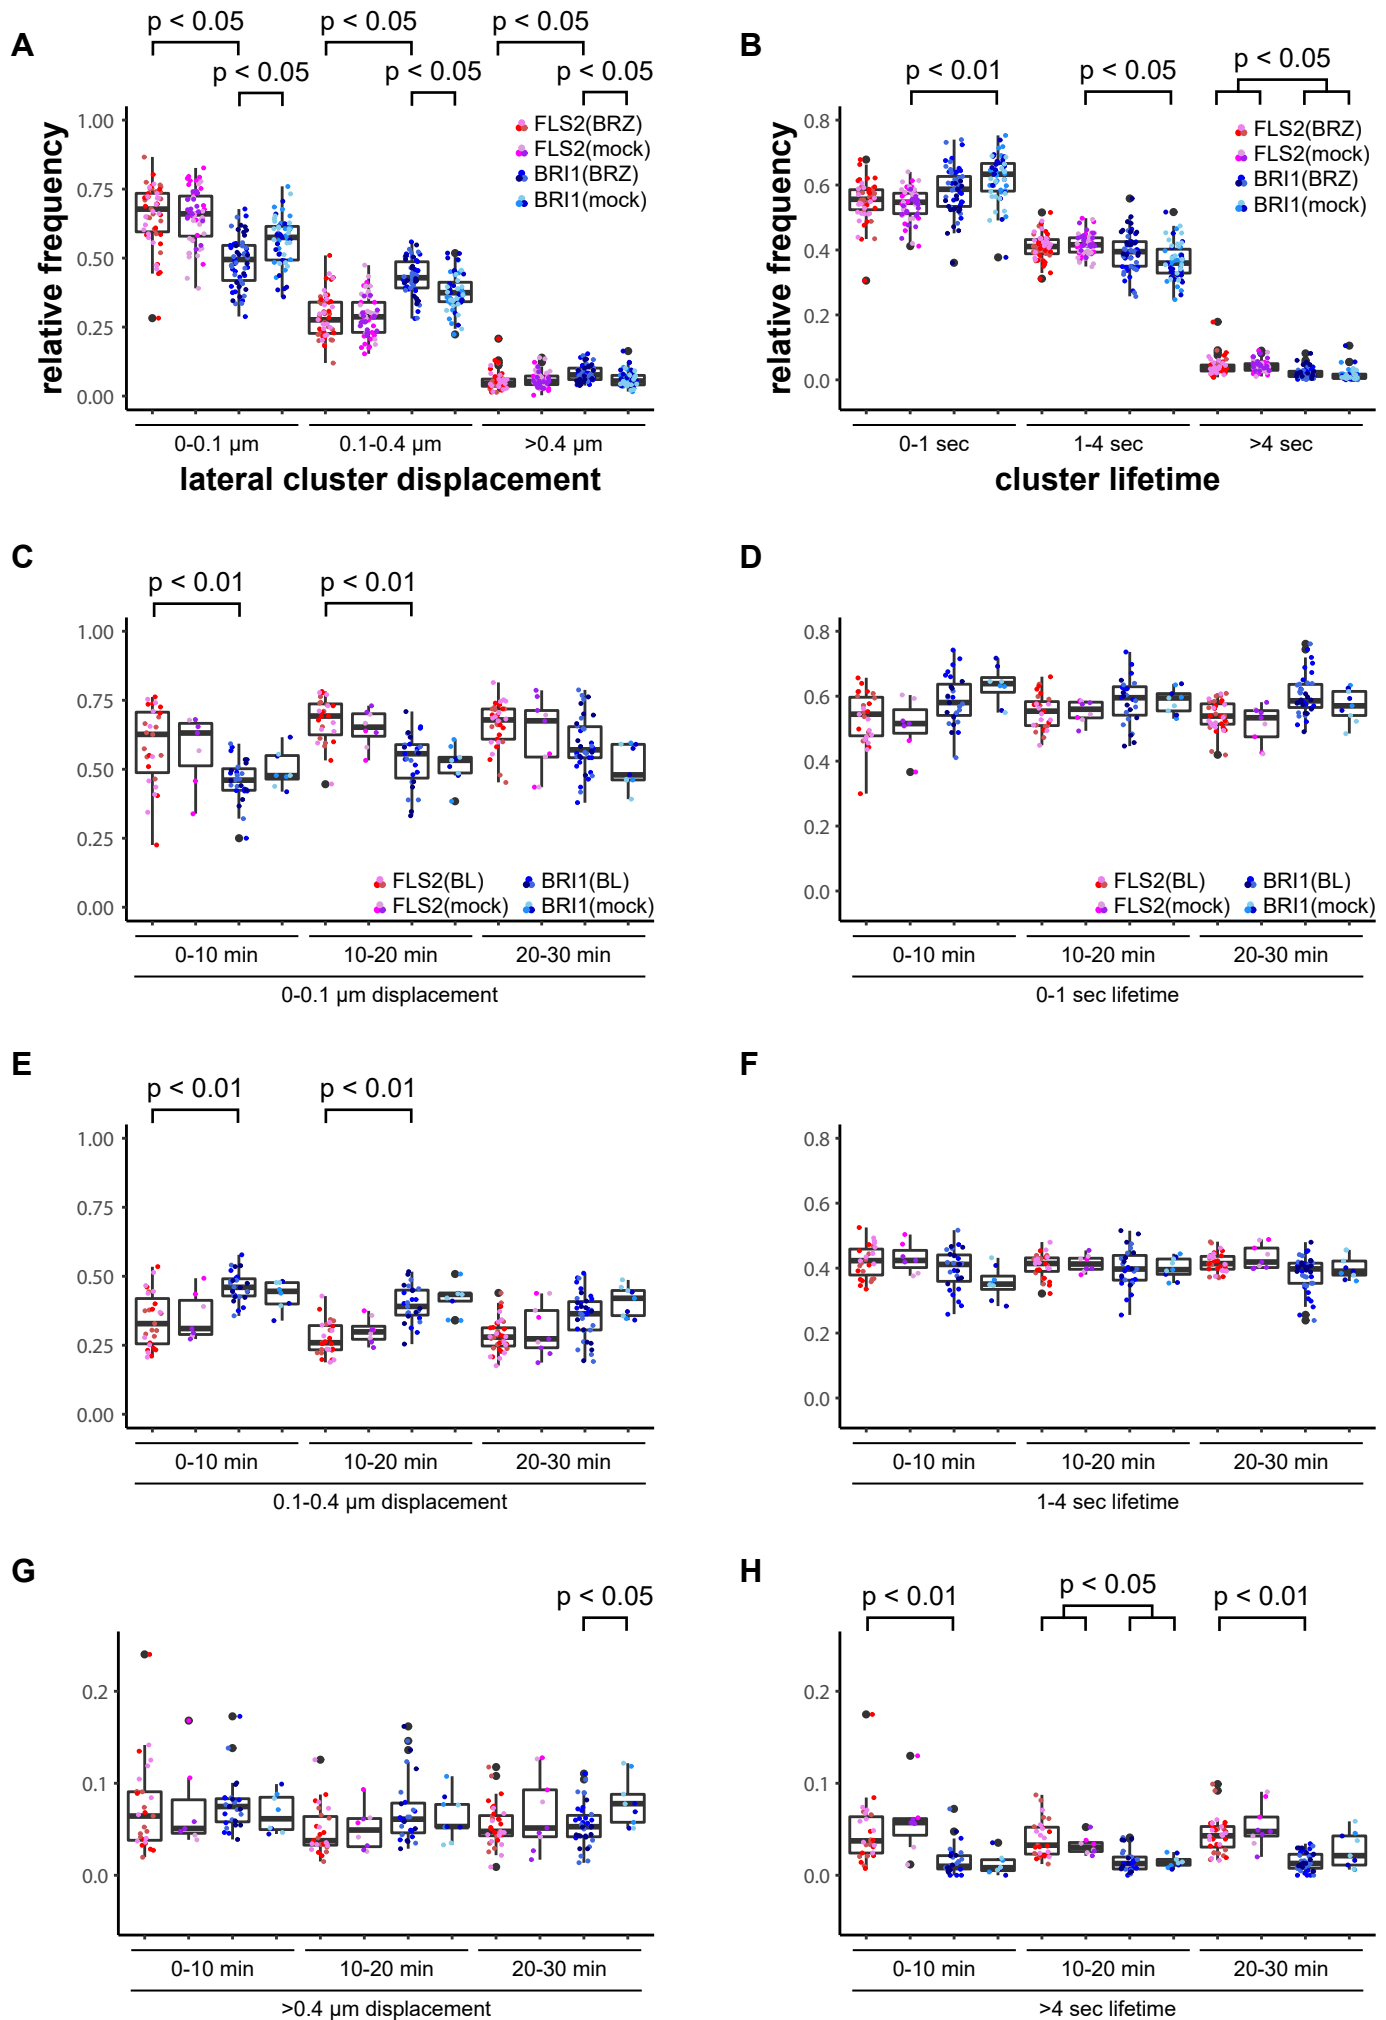 A
p < 0.05 p < 0.05 p < 0.05
p < 0.05 p < 0.05 p < 0.05
relative frequency
1.00
0.75
0.50
0.25
0.00
FLS2(BRZ)
FLS2(mock)
BRI1(BRZ)
BRI1(mock)
0-0.1 µm 0.1-0.4 µm >0.4 µm
lateral cluster displacement
B
p < 0.01 p < 0.05 p < 0.05
relative frequency
0.8
0.6
0.4
0.2
0.0
FLS2(BRZ)
FLS2(mock)
BRI1(BRZ)
BRI1(mock)
0-1 sec 1-4 sec >4 sec
cluster lifetime
C
p < 0.01 p < 0.01
1.00
0.75
0.50
0.25
0.00
FLS2(BL) BRI1(BL)
FLS2(mock) BRI1(mock)
0-10 min 10-20 min 20-30 min
0-0.1 µm displacement
D
0.8
0.6
0.4
0.2
0.0
FLS2(BL) BRI1(BL)
FLS2(mock) BRI1(mock)
0-10 min 10-20 min 20-30 min
0-1 sec lifetime
E
p < 0.01 p < 0.01
1.00
0.75
0.50
0.25
0.00
0-10 min 10-20 min 20-30 min
0.1-0.4 µm displacement
F
0.8
0.6
0.4
0.2
0.0
0-10 min 10-20 min 20-30 min
1-4 sec lifetime
G
p < 0.05
0.2
0.1
0.0
0-10 min 10-20 min 20-30 min
>0.4 µm displacement
H
p < 0.01 p < 0.05 p < 0.01
0.2
0.1
0.0
0-10 min 10-20 min 20-30 min
>4 sec lifetime